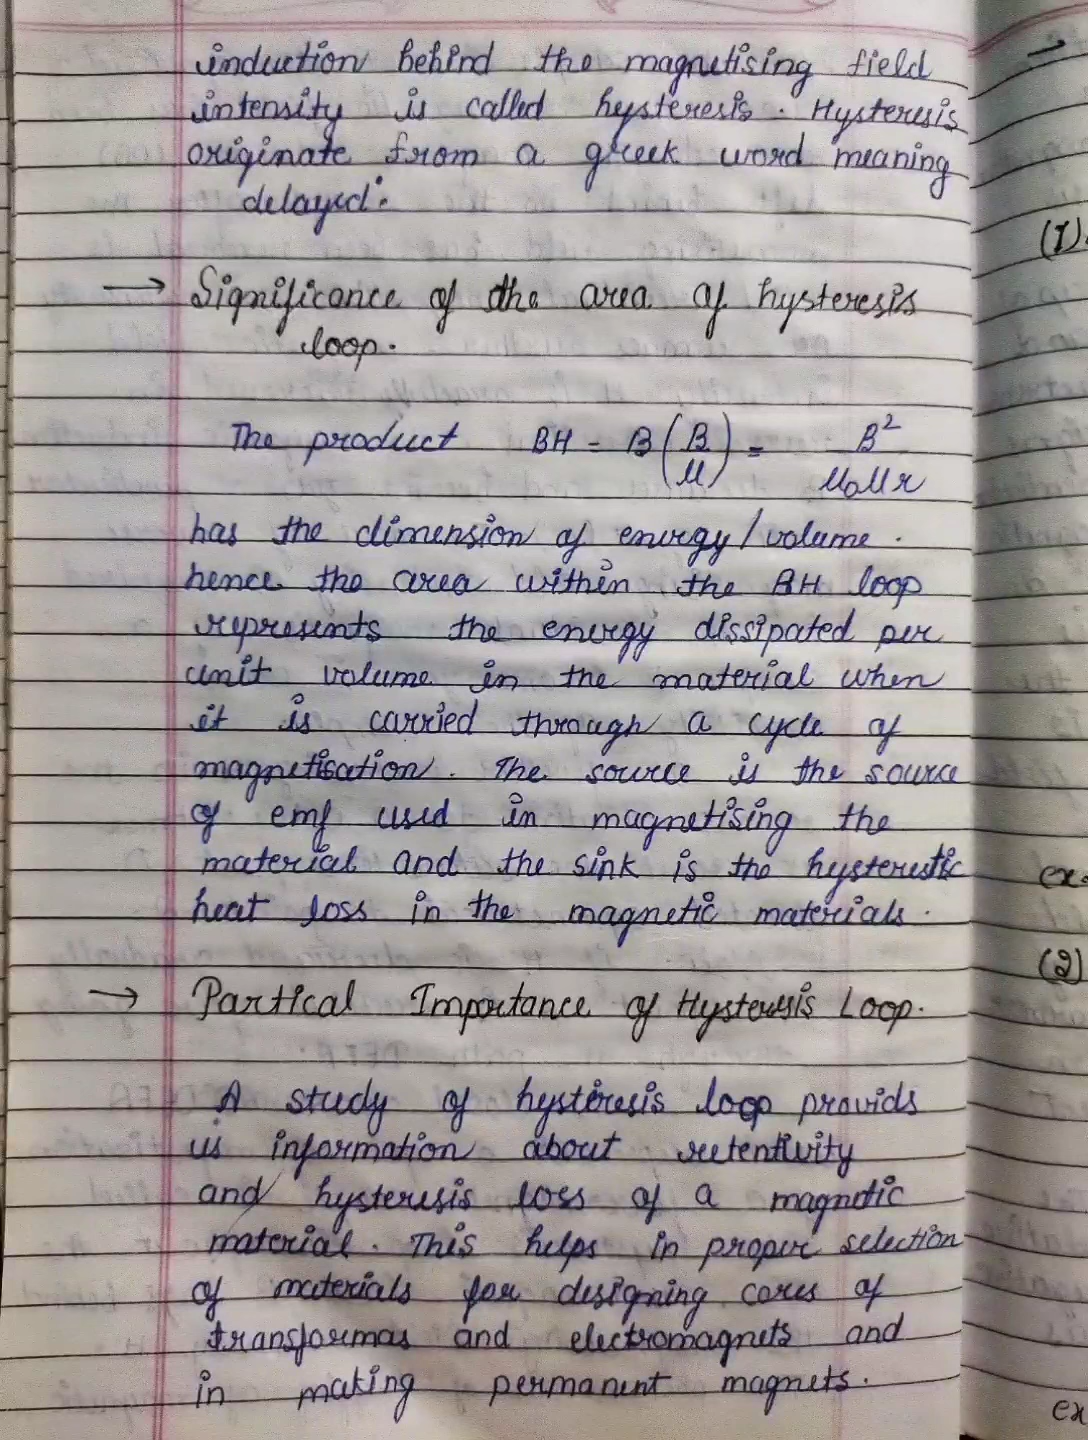 induction behind the magnetising field
intensity is called hysteresis. Hysteresis
originate from a greek word meaning
delayed.
→ Significance of the area of hysteresis
loop.
The product BH = B(B/μ) = B²/μ₀μr
has the dimension of energy/volume.
hence the area within the BH loop
represents the energy dissipated per
unit volume in the material when
it is carried through a cycle of
magnetisation. The source is the source
of emf used in magnetising the
material and the sink is the hysterestic
heat loss in the magnetic materials.
→ Partical Importance of Hysteresis Loop.
A study of hysteresis loop provids
us information about retentivity
and hysteresis loss of a magnetic
material. This helps in proper selection
of materials for designing cores of
transformas and electromagnets and
in making permanent magnets.
(1).
ex.
(2)
ex